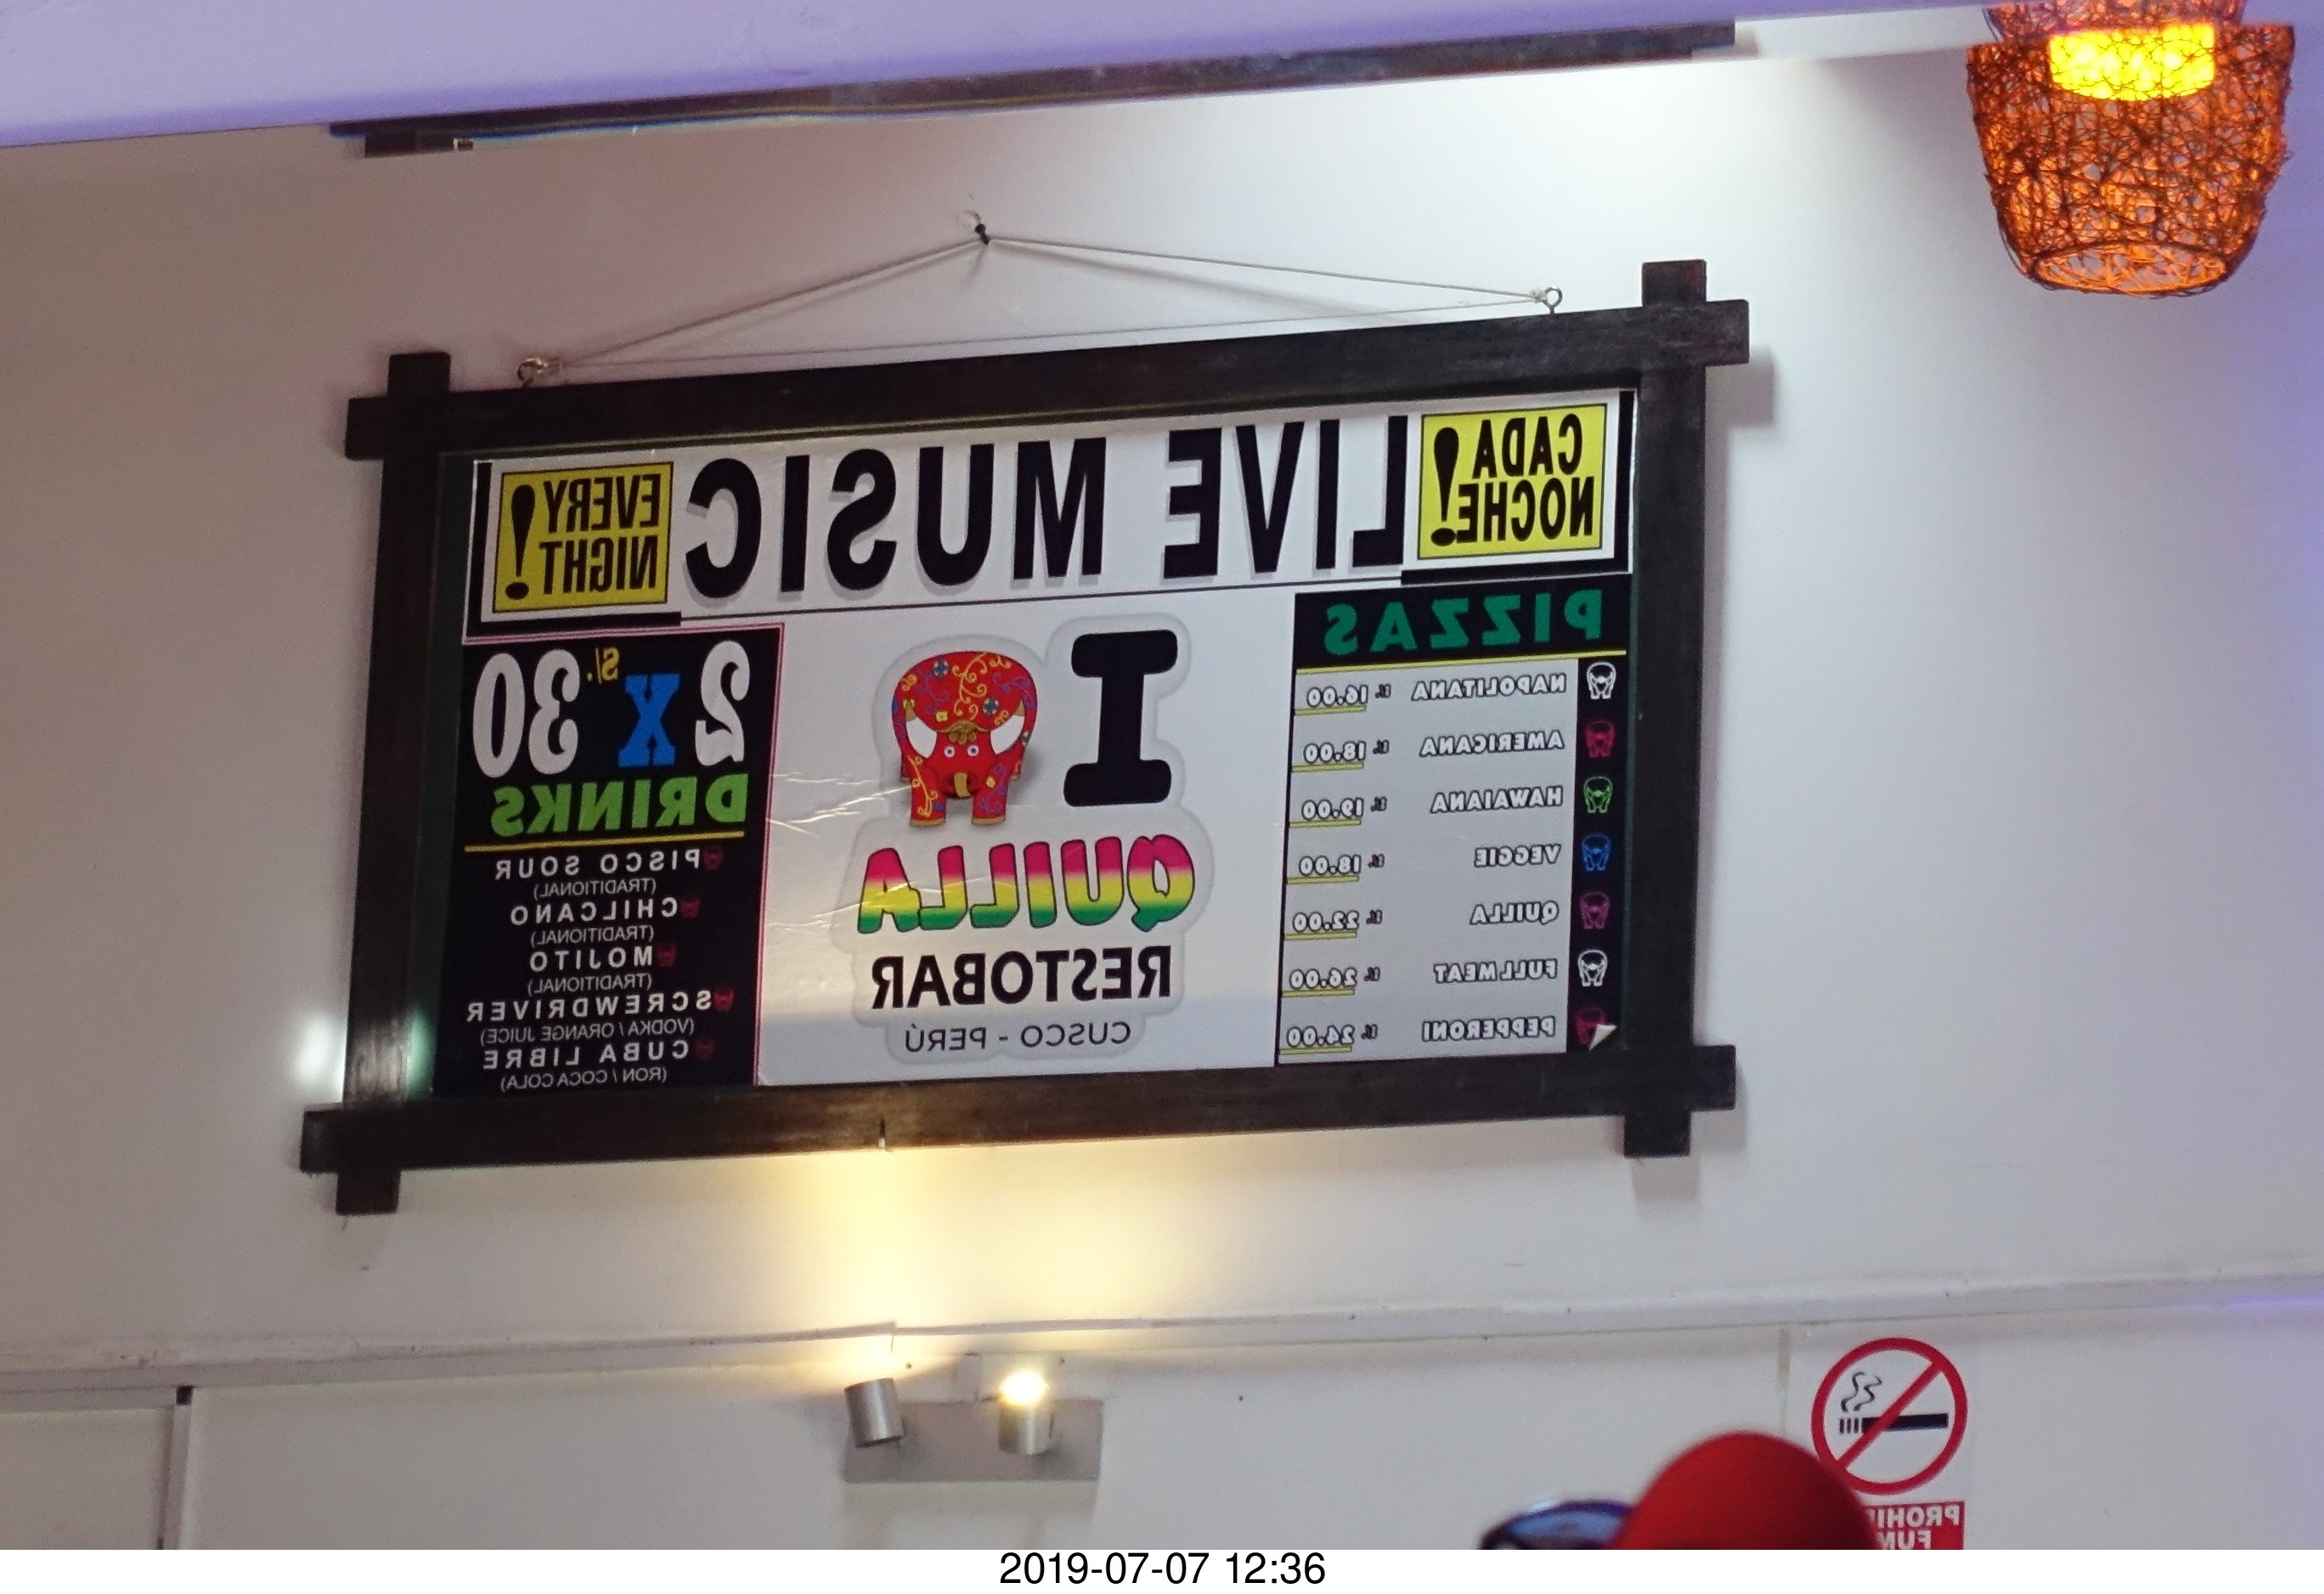 CADA
NOCHE!
LIVE MUSIC
EVERY
NIGHT!
PIZZAS
NAPOLITANA S/. 16.00
AMERICANA S/. 18.00
HAWAIANA S/. 19.00
VEGGIE S/. 18.00
QUILLA S/. 22.00
FULL MEAT S/. 26.00
PEPPERONI S/. 24.00
I
QUILLA
RESTOBAR
CUSCO - PERÚ
2 X S/. 30
DRINKS
PISCO SOUR
(TRADITIONAL)
CHILCANO
(TRADITIONAL)
MOJITO
(TRADITIONAL)
SCREWDRIVER
(VODKA / ORANGE JUICE)
CUBA LIBRE
(RON / COCA COLA)
PROHI
FUM
2019-07-07 12:36